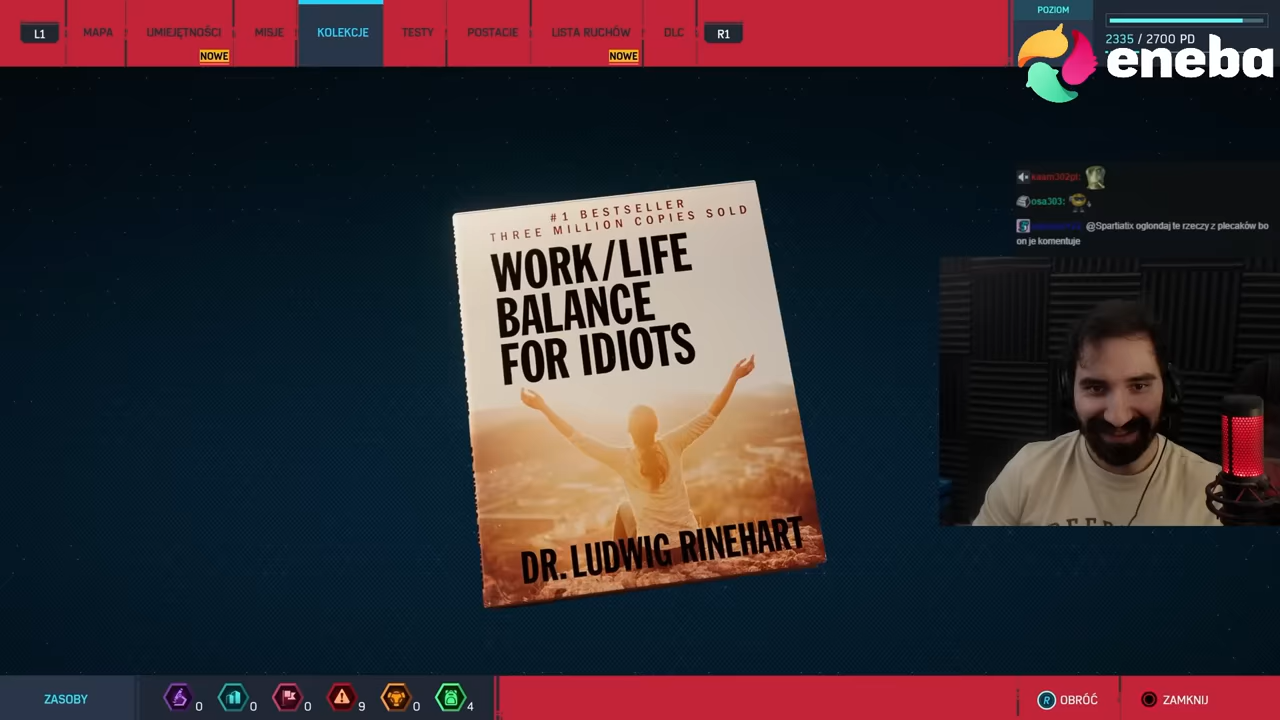 L1
MAPA
UMIEJĘTNOŚCI
NOWE
MISJE
KOLEKCJE
TESTY
POSTACIE
LISTA RUCHÓW
NOWE
DLC
R1
POZIOM
2335 / 2700 PD
eneba
naam302pl:
osa303:
@Spartiatix oglondaj te rzeczy z plecaków bo
on je komentuje
#1 BESTSELLER
THREE MILLION COPIES SOLD
WORK/LIFE
BALANCE
FOR IDIOTS
DR. LUDWIG RINEHART
ZASOBY
0
0
0
9
0
4
R OBRÓĆ
ZAMKNIJ